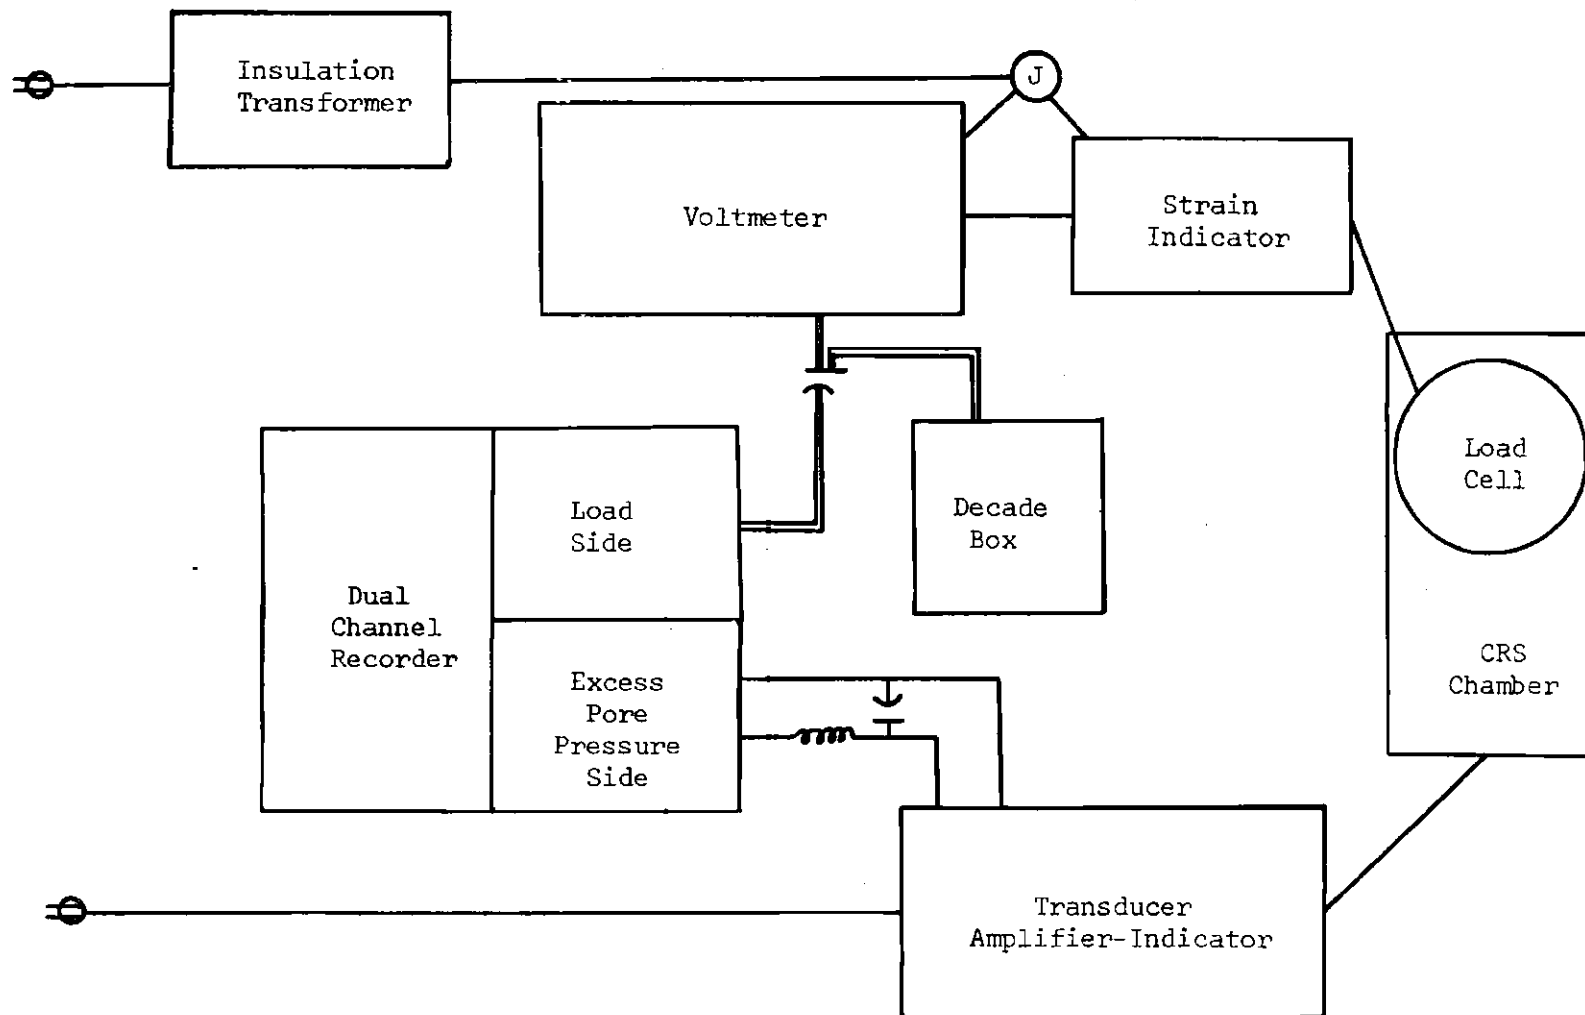 Insulation
Transformer
J
Voltmeter
Strain
Indicator
Load
Cell
CRS
Chamber
Load
Side
Decade
Box
Dual
Channel
Recorder
Excess
Pore
Pressure
Side
Transducer
Amplifier-Indicator